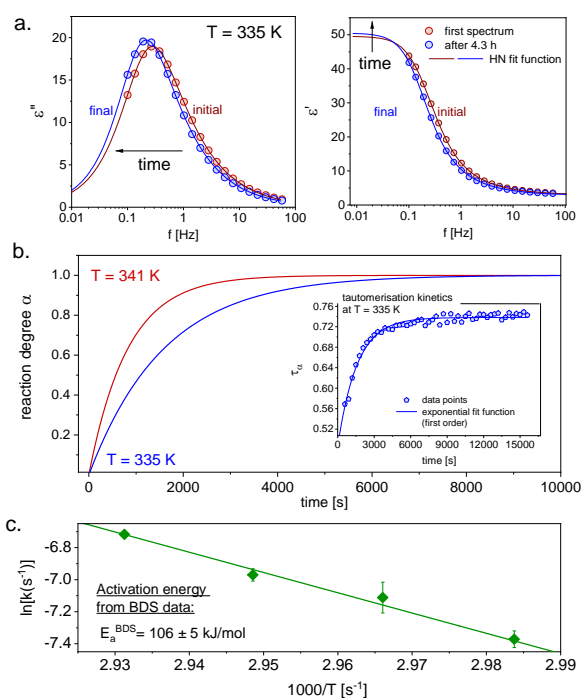 a.
T = 335 K
ε''
20
15
10
5
0
final
initial
time
0.01
0.1
1
10
100
f [Hz]
ε'
60
50
40
30
20
10
0
time
first spectrum
after 4.3 h
HN fit function
final
initial
0.01
0.1
1
10
100
f [Hz]
b.
reaction degree α
1.0
0.8
0.6
0.4
0.2
T = 341 K
T = 335 K
0
2000
4000
6000
8000
10000
time [s]
tautomerisation kinetics
at T = 335 K
τα
0.76
0.72
0.68
0.64
0.60
0.56
0.52
data points
exponential fit function
(first order)
0
3000
6000
9000
12000
15000
time [s]
c.
ln[k(s⁻¹)]
-6.8
-7.0
-7.2
-7.4
Activation energy
from BDS data:
EₐBDS= 106 ± 5 kJ/mol
2.93
2.94
2.95
2.96
2.97
2.98
2.99
1000/T [s⁻¹]